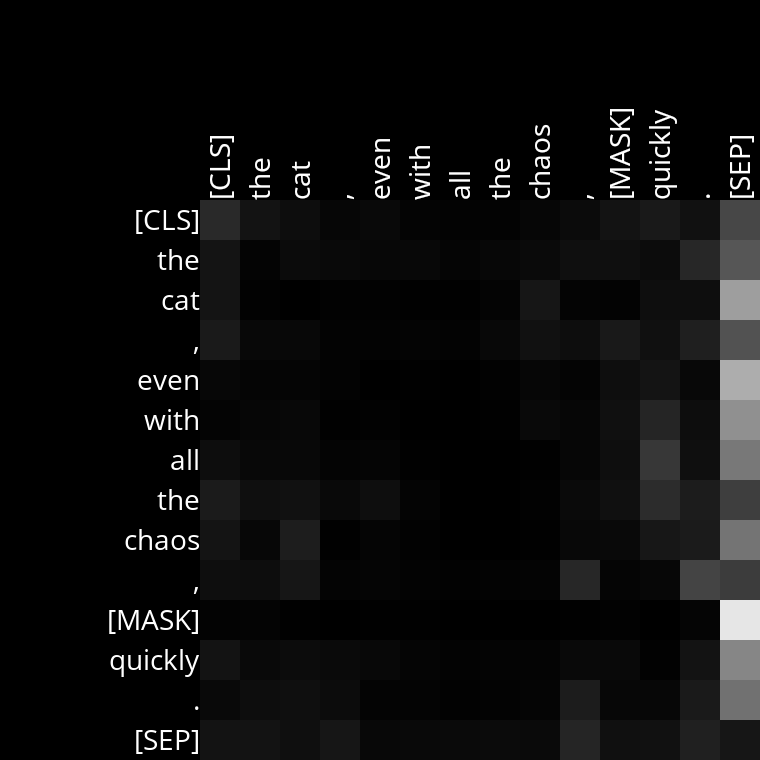 [CLS] the cat , even with all the chaos , [MASK] quickly . [SEP]
[CLS]
the
cat
,
even
with
all
the
chaos
,
[MASK]
quickly
.
[SEP]